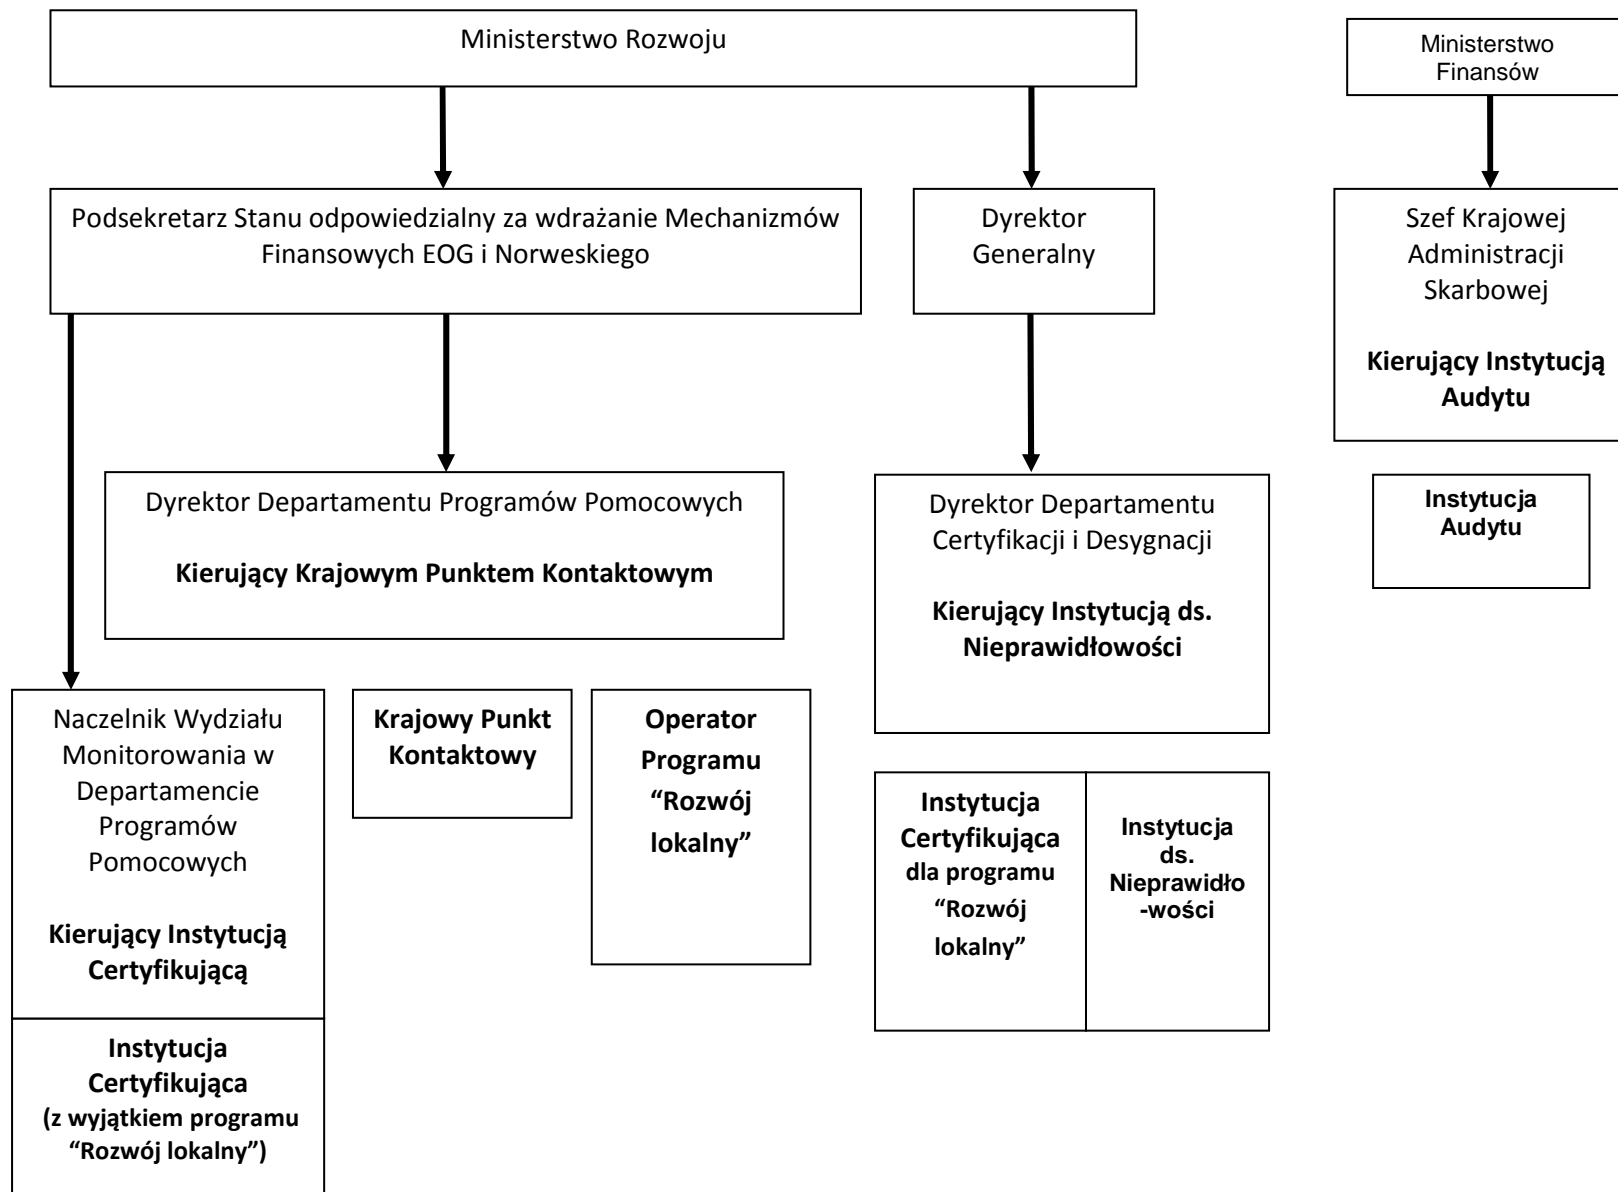 Ministerstwo Rozwoju
Ministerstwo
Finansów
Podsekretarz Stanu odpowiedzialny za wdrażanie Mechanizmów
Finansowych EOG i Norweskiego
Dyrektor
Generalny
Szef Krajowej
Administracji
Skarbowej
Kierujący Instytucją
Audytu
Dyrektor Departamentu Programów Pomocowych
Kierujący Krajowym Punktem Kontaktowym
Dyrektor Departamentu
Certyfikacji i Desygnacji
Kierujący Instytucją ds.
Nieprawidłowości
Instytucja
Audytu
Naczelnik Wydziału
Monitorowania w
Departamencie
Programów
Pomocowych
Kierujący Instytucją
Certyfikującą
Instytucja
Certyfikująca
(z wyjątkiem programu
“Rozwój lokalny”)
Krajowy Punkt
Kontaktowy
Operator
Programu
“Rozwój
lokalny”
Instytucja
Certyfikująca
dla programu
“Rozwój
lokalny”
Instytucja
ds.
Nieprawidło
-wości